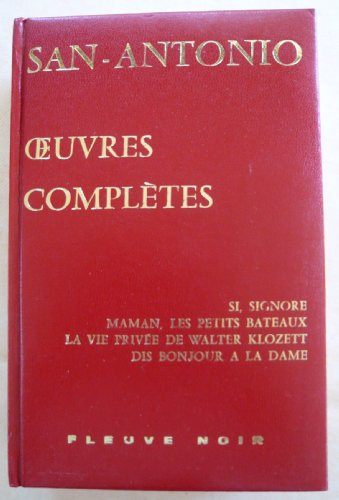 SAN-ANTONIO
ŒUVRES
COMPLÈTES
SI, SIGNORE
MAMAN, LES PETITS BATEAUX
LA VIE PRIVÉE DE WALTER KLOZETT
DIS BONJOUR A LA DAME
FLEUVE NOIR